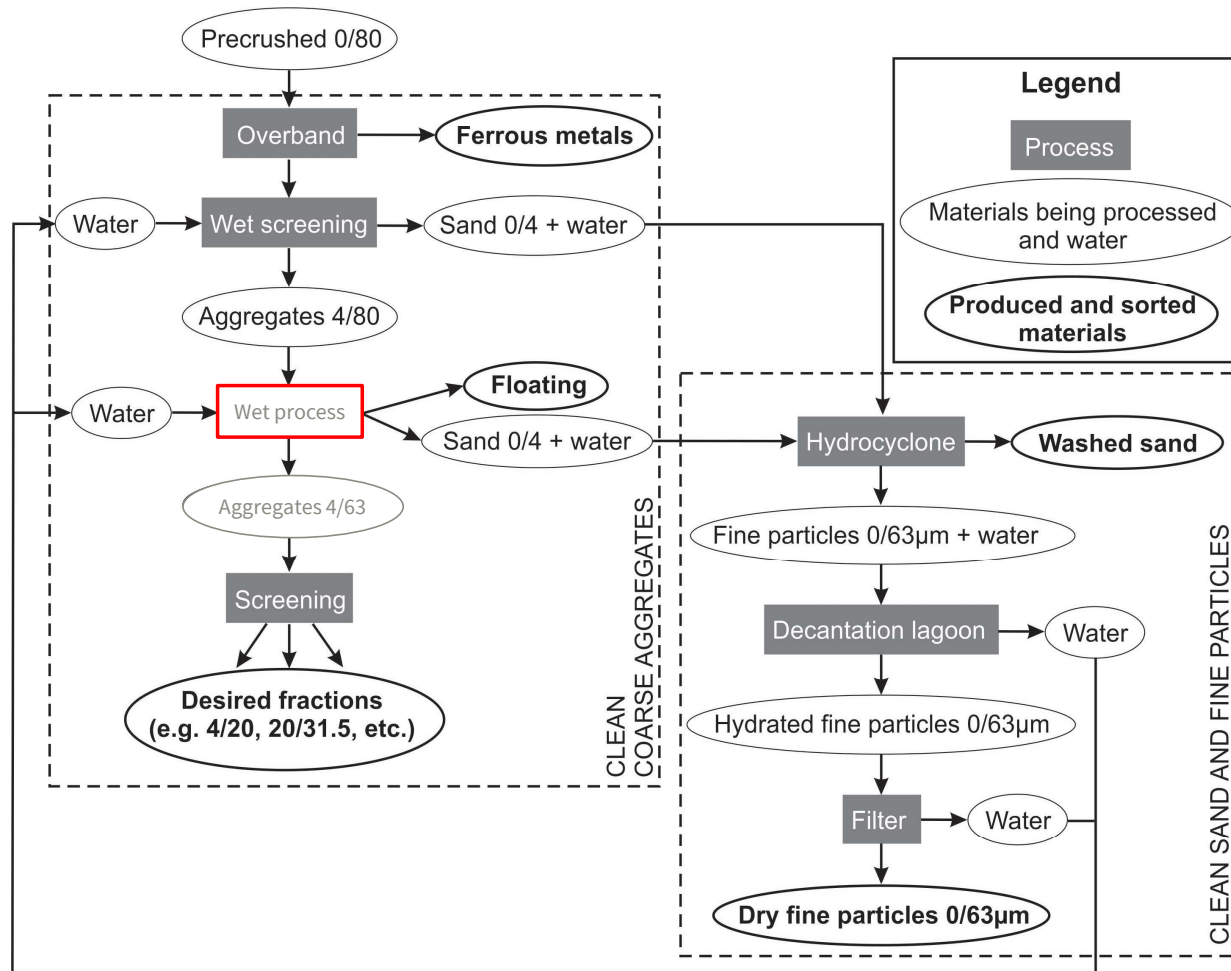 Precrushed 0/80
Overband
Ferrous metals
Water
Wet screening
Sand 0/4 + water
Aggregates 4/80
Water
Wet process
Floating
Sand 0/4 + water
Aggregates 4/63
Screening
Desired fractions
(e.g. 4/20, 20/31.5, etc.)
CLEAN
COARSE AGGREGATES
Legend
Process
Materials being processed
and water
Produced and sorted
materials
Hydrocyclone
Washed sand
Fine particles 0/63µm + water
Decantation lagoon
Water
Hydrated fine particles 0/63µm
Filter
Water
Dry fine particles 0/63µm
CLEAN SAND AND FINE PARTICLES